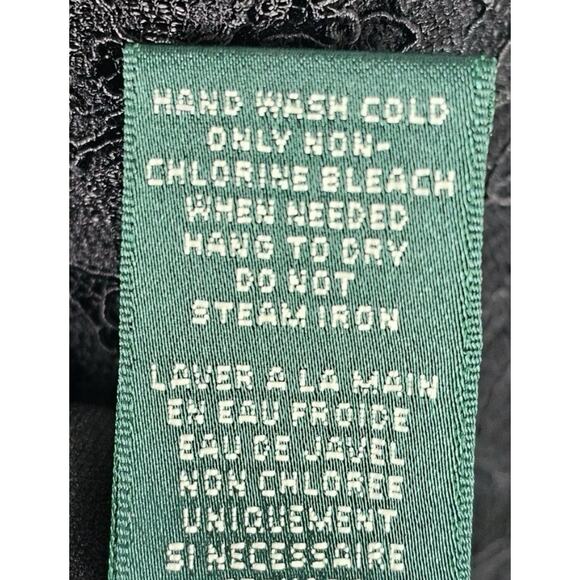 HAND WASH COLD
ONLY NON-
CHLORINE BLEACH
WHEN NEEDED
HANG TO DRY
DO NOT
STEAM IRON
LAVER A LA MAIN
EN EAU FROIDE
EAU DE JAVEL
NON CHLOREE
UNIQUEMENT
SI NECESSAIRE